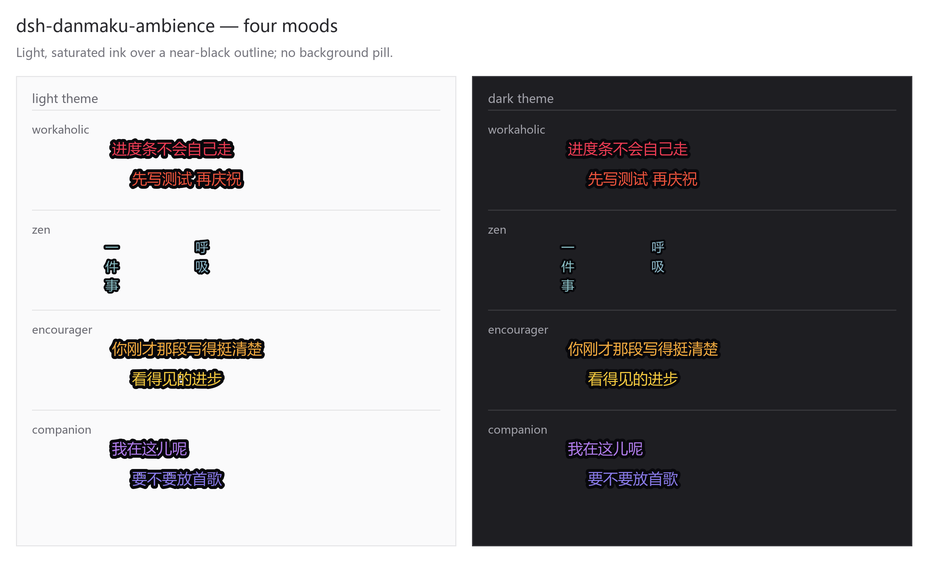 dsh-danmaku-ambience — four moods
Light, saturated ink over a near-black outline; no background pill.
light theme
workaholic
进度条不会自己走
先写测试 再庆祝
zen
一件事
呼吸
encourager
你刚才那段写得挺清楚
看得见的进步
companion
我在这儿呢
要不要放首歌
dark theme
workaholic
进度条不会自己走
先写测试 再庆祝
zen
一件事
呼吸
encourager
你刚才那段写得挺清楚
看得见的进步
companion
我在这儿呢
要不要放首歌